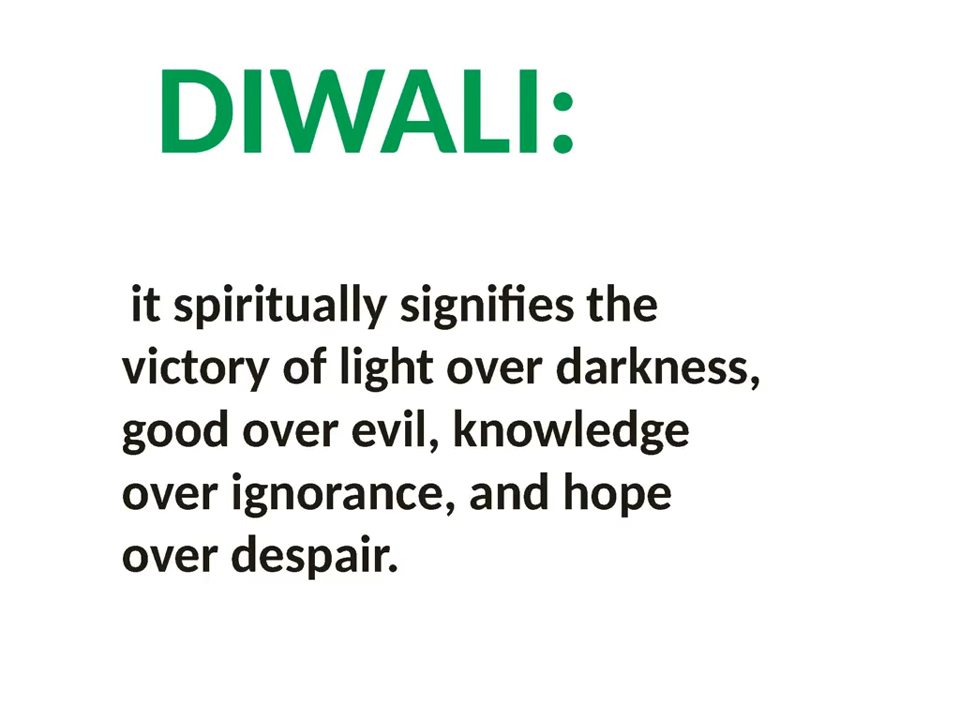 DIWALI:
it spiritually signifies the
victory of light over darkness,
good over evil, knowledge
over ignorance, and hope
over despair.